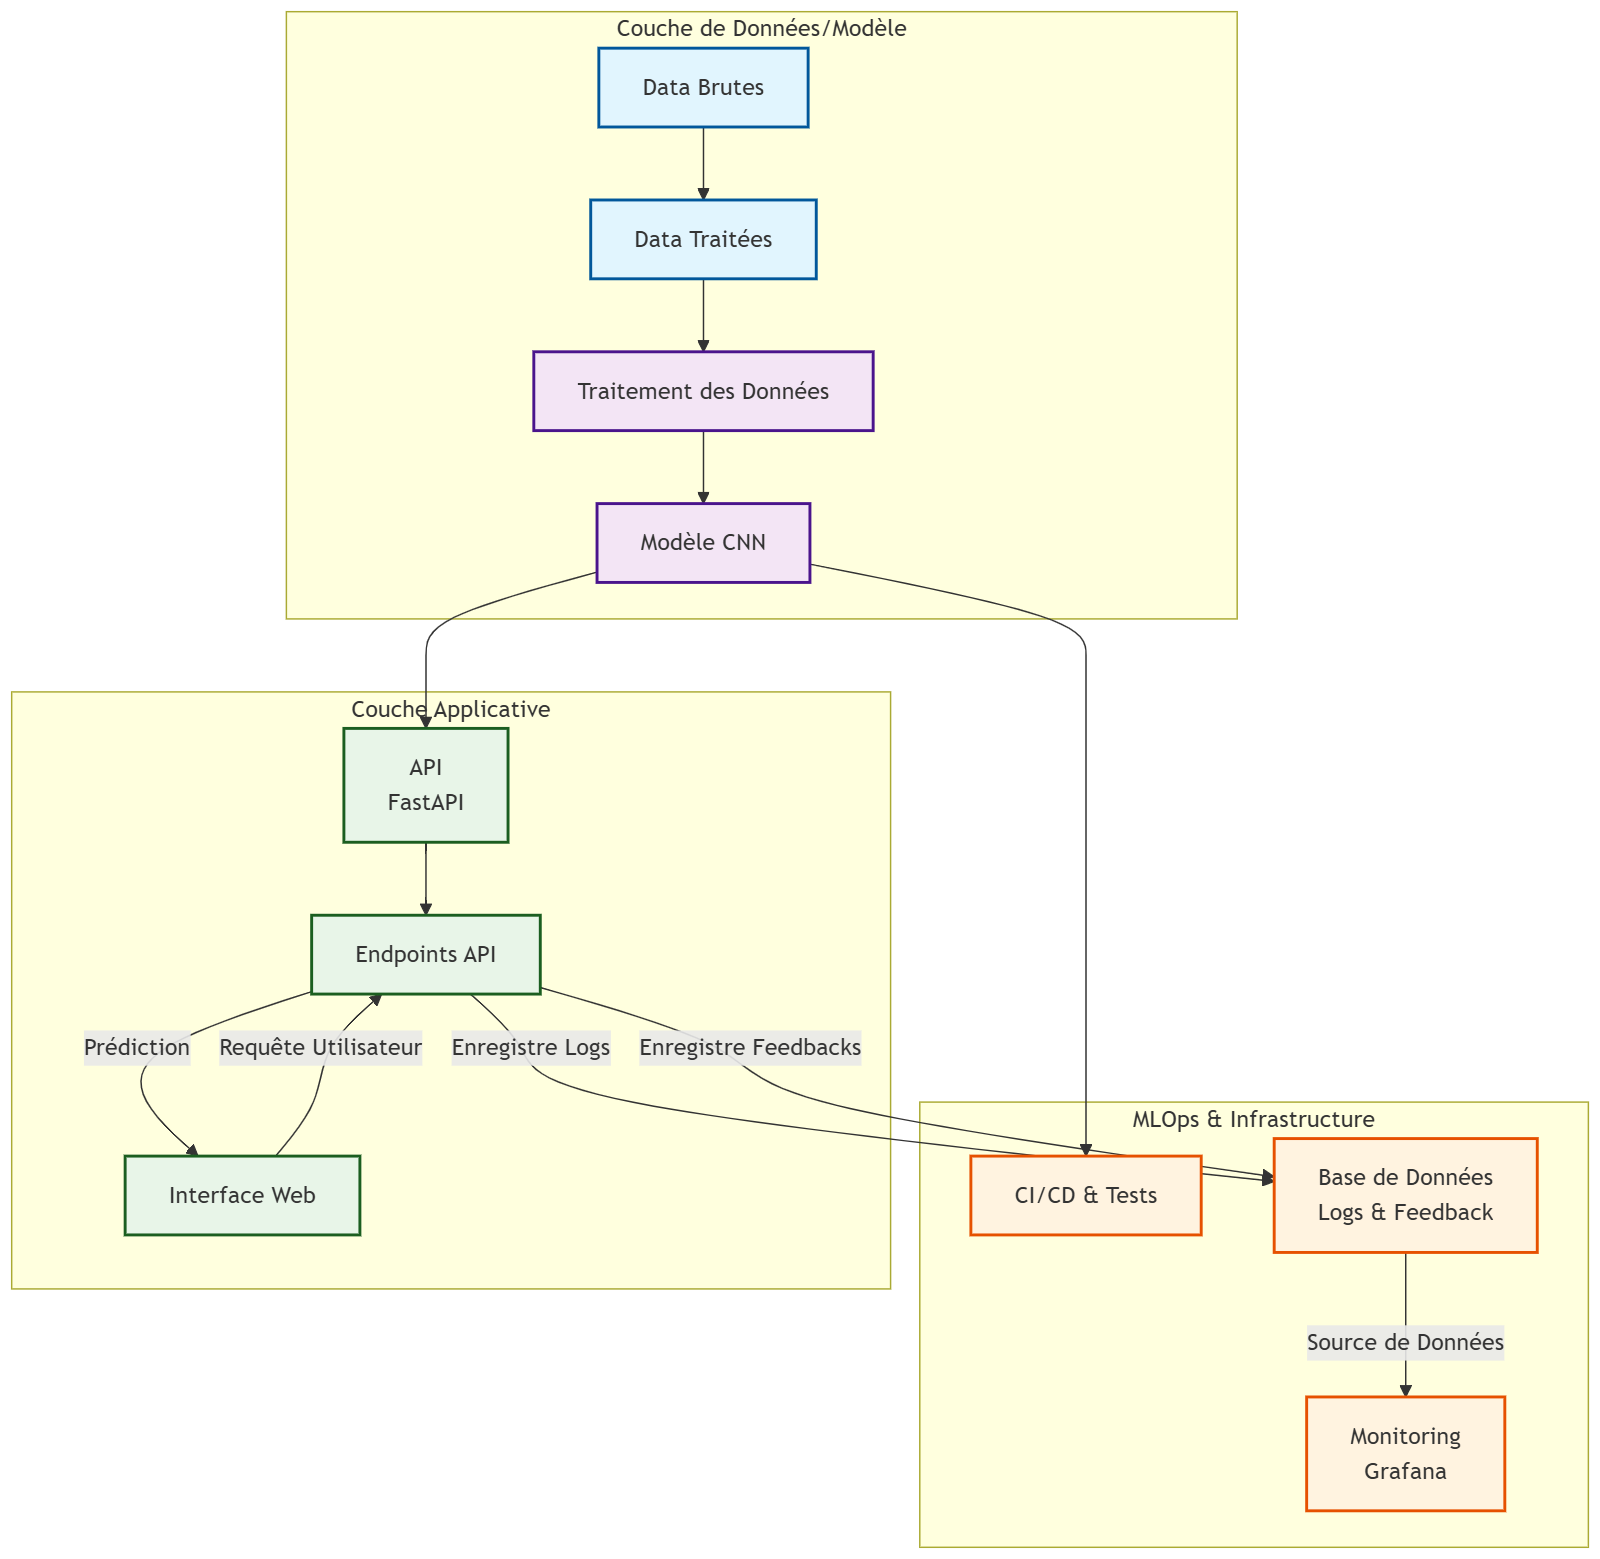 Couche de Données/Modèle
Data Brutes
Data Traitées
Traitement des Données
Modèle CNN
Couche Applicative
API
FastAPI
Endpoints API
Prédiction
Requête Utilisateur
Enregistre Logs
Enregistre Feedbacks
Interface Web
MLOps & Infrastructure
CI/CD & Tests
Base de Données
Logs & Feedback
Source de Données
Monitoring
Grafana